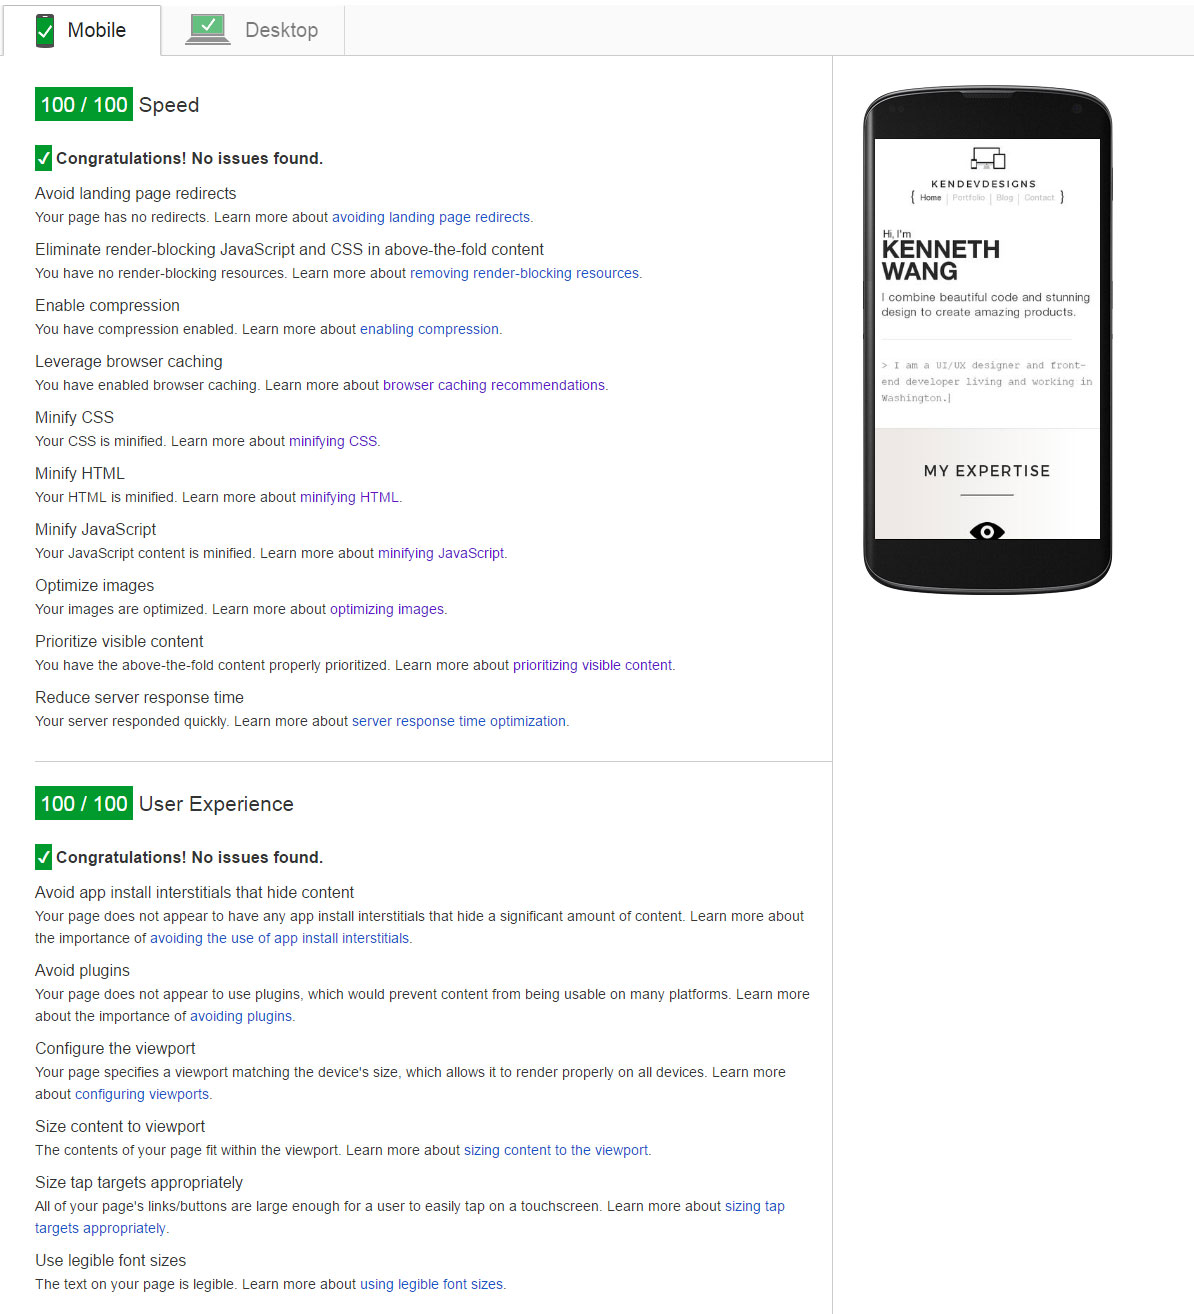 Mobile
Desktop
100 / 100 Speed
Congratulations! No issues found.
Avoid landing page redirects
Your page has no redirects. Learn more about avoiding landing page redirects.
Eliminate render-blocking JavaScript and CSS in above-the-fold content
You have no render-blocking resources. Learn more about removing render-blocking resources.
Enable compression
You have compression enabled. Learn more about enabling compression.
Leverage browser caching
You have enabled browser caching. Learn more about browser caching recommendations.
Minify CSS
Your CSS is minified. Learn more about minifying CSS.
Minify HTML
Your HTML is minified. Learn more about minifying HTML.
Minify JavaScript
Your JavaScript content is minified. Learn more about minifying JavaScript.
Optimize images
Your images are optimized. Learn more about optimizing images.
Prioritize visible content
You have the above-the-fold content properly prioritized. Learn more about prioritizing visible content.
Reduce server response time
Your server responded quickly. Learn more about server response time optimization.
100 / 100 User Experience
Congratulations! No issues found.
Avoid app install interstitials that hide content
Your page does not appear to have any app install interstitials that hide a significant amount of content. Learn more about
the importance of avoiding the use of app install interstitials.
Avoid plugins
Your page does not appear to use plugins, which would prevent content from being usable on many platforms. Learn more
about the importance of avoiding plugins.
Configure the viewport
Your page specifies a viewport matching the device's size, which allows it to render properly on all devices. Learn more
about configuring viewports.
Size content to viewport
The contents of your page fit within the viewport. Learn more about sizing content to the viewport.
Size tap targets appropriately
All of your page's links/buttons are large enough for a user to easily tap on a touchscreen. Learn more about sizing tap
targets appropriately.
Use legible font sizes
The text on your page is legible. Learn more about using legible font sizes.
KENDEVDESIGNS
{ Home | Portfolio | Blog | Contact }
Hi, I'm
KENNETH
WANG
I combine beautiful code and stunning
design to create amazing products.
> I am a UI/UX designer and front-
end developer living and working in
Washington.|
MY EXPERTISE